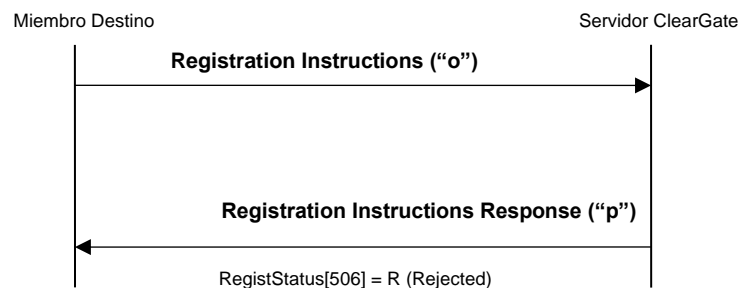 Miembro Destino
Servidor ClearGate
Registration Instructions (“o”)
Registration Instructions Response (“p”)
RegistStatus[506] = R (Rejected)